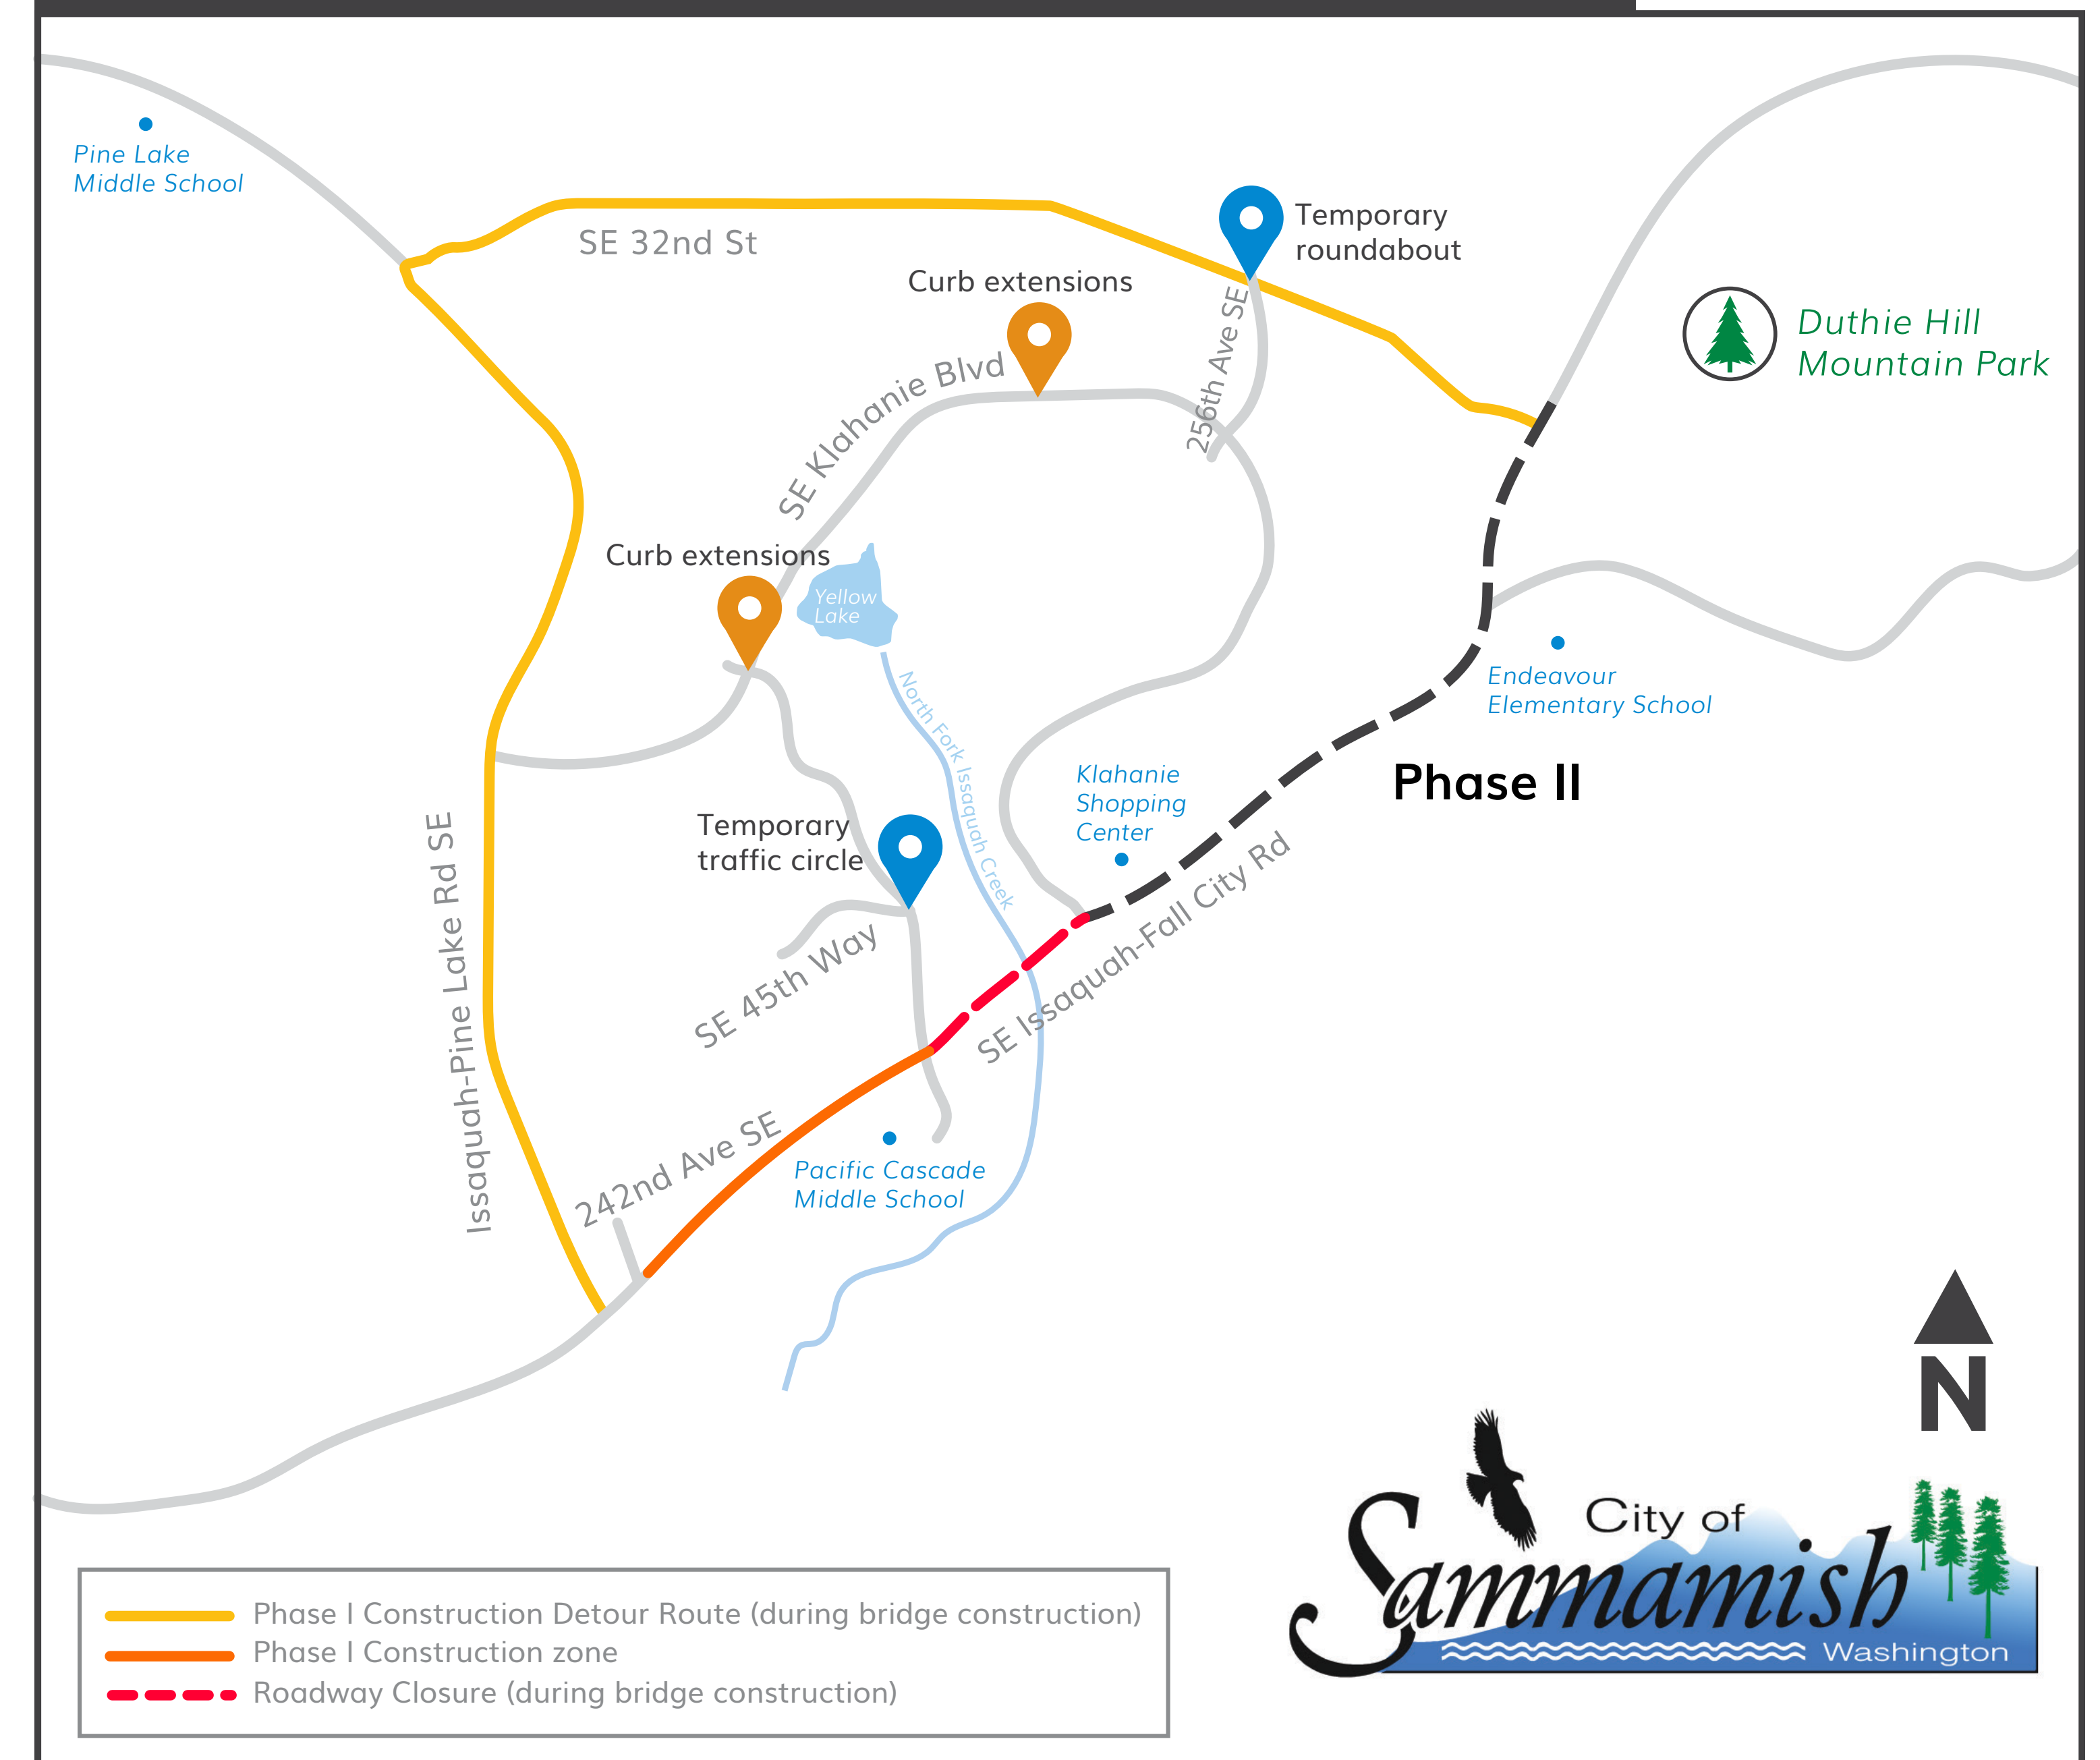 Pine Lake
Middle School
SE 32nd St
Temporary
roundabout
Curb extensions
256th Ave SE
Duthie Hill
Mountain Park
SE Klahanie Blvd
Curb extensions
Yellow
Lake
North Fork Issaquah Creek
Endeavour
Elementary School
Phase II
Klahanie
Shopping
Center
Temporary
traffic circle
Issaquah-Pine Lake Rd SE
SE 45th Way
SE Issaquah-Fall City Rd
242nd Ave SE
Pacific Cascade
Middle School
N
City of
Sammamish
Washington
Phase I Construction Detour Route (during bridge construction)
Phase I Construction zone
Roadway Closure (during bridge construction)